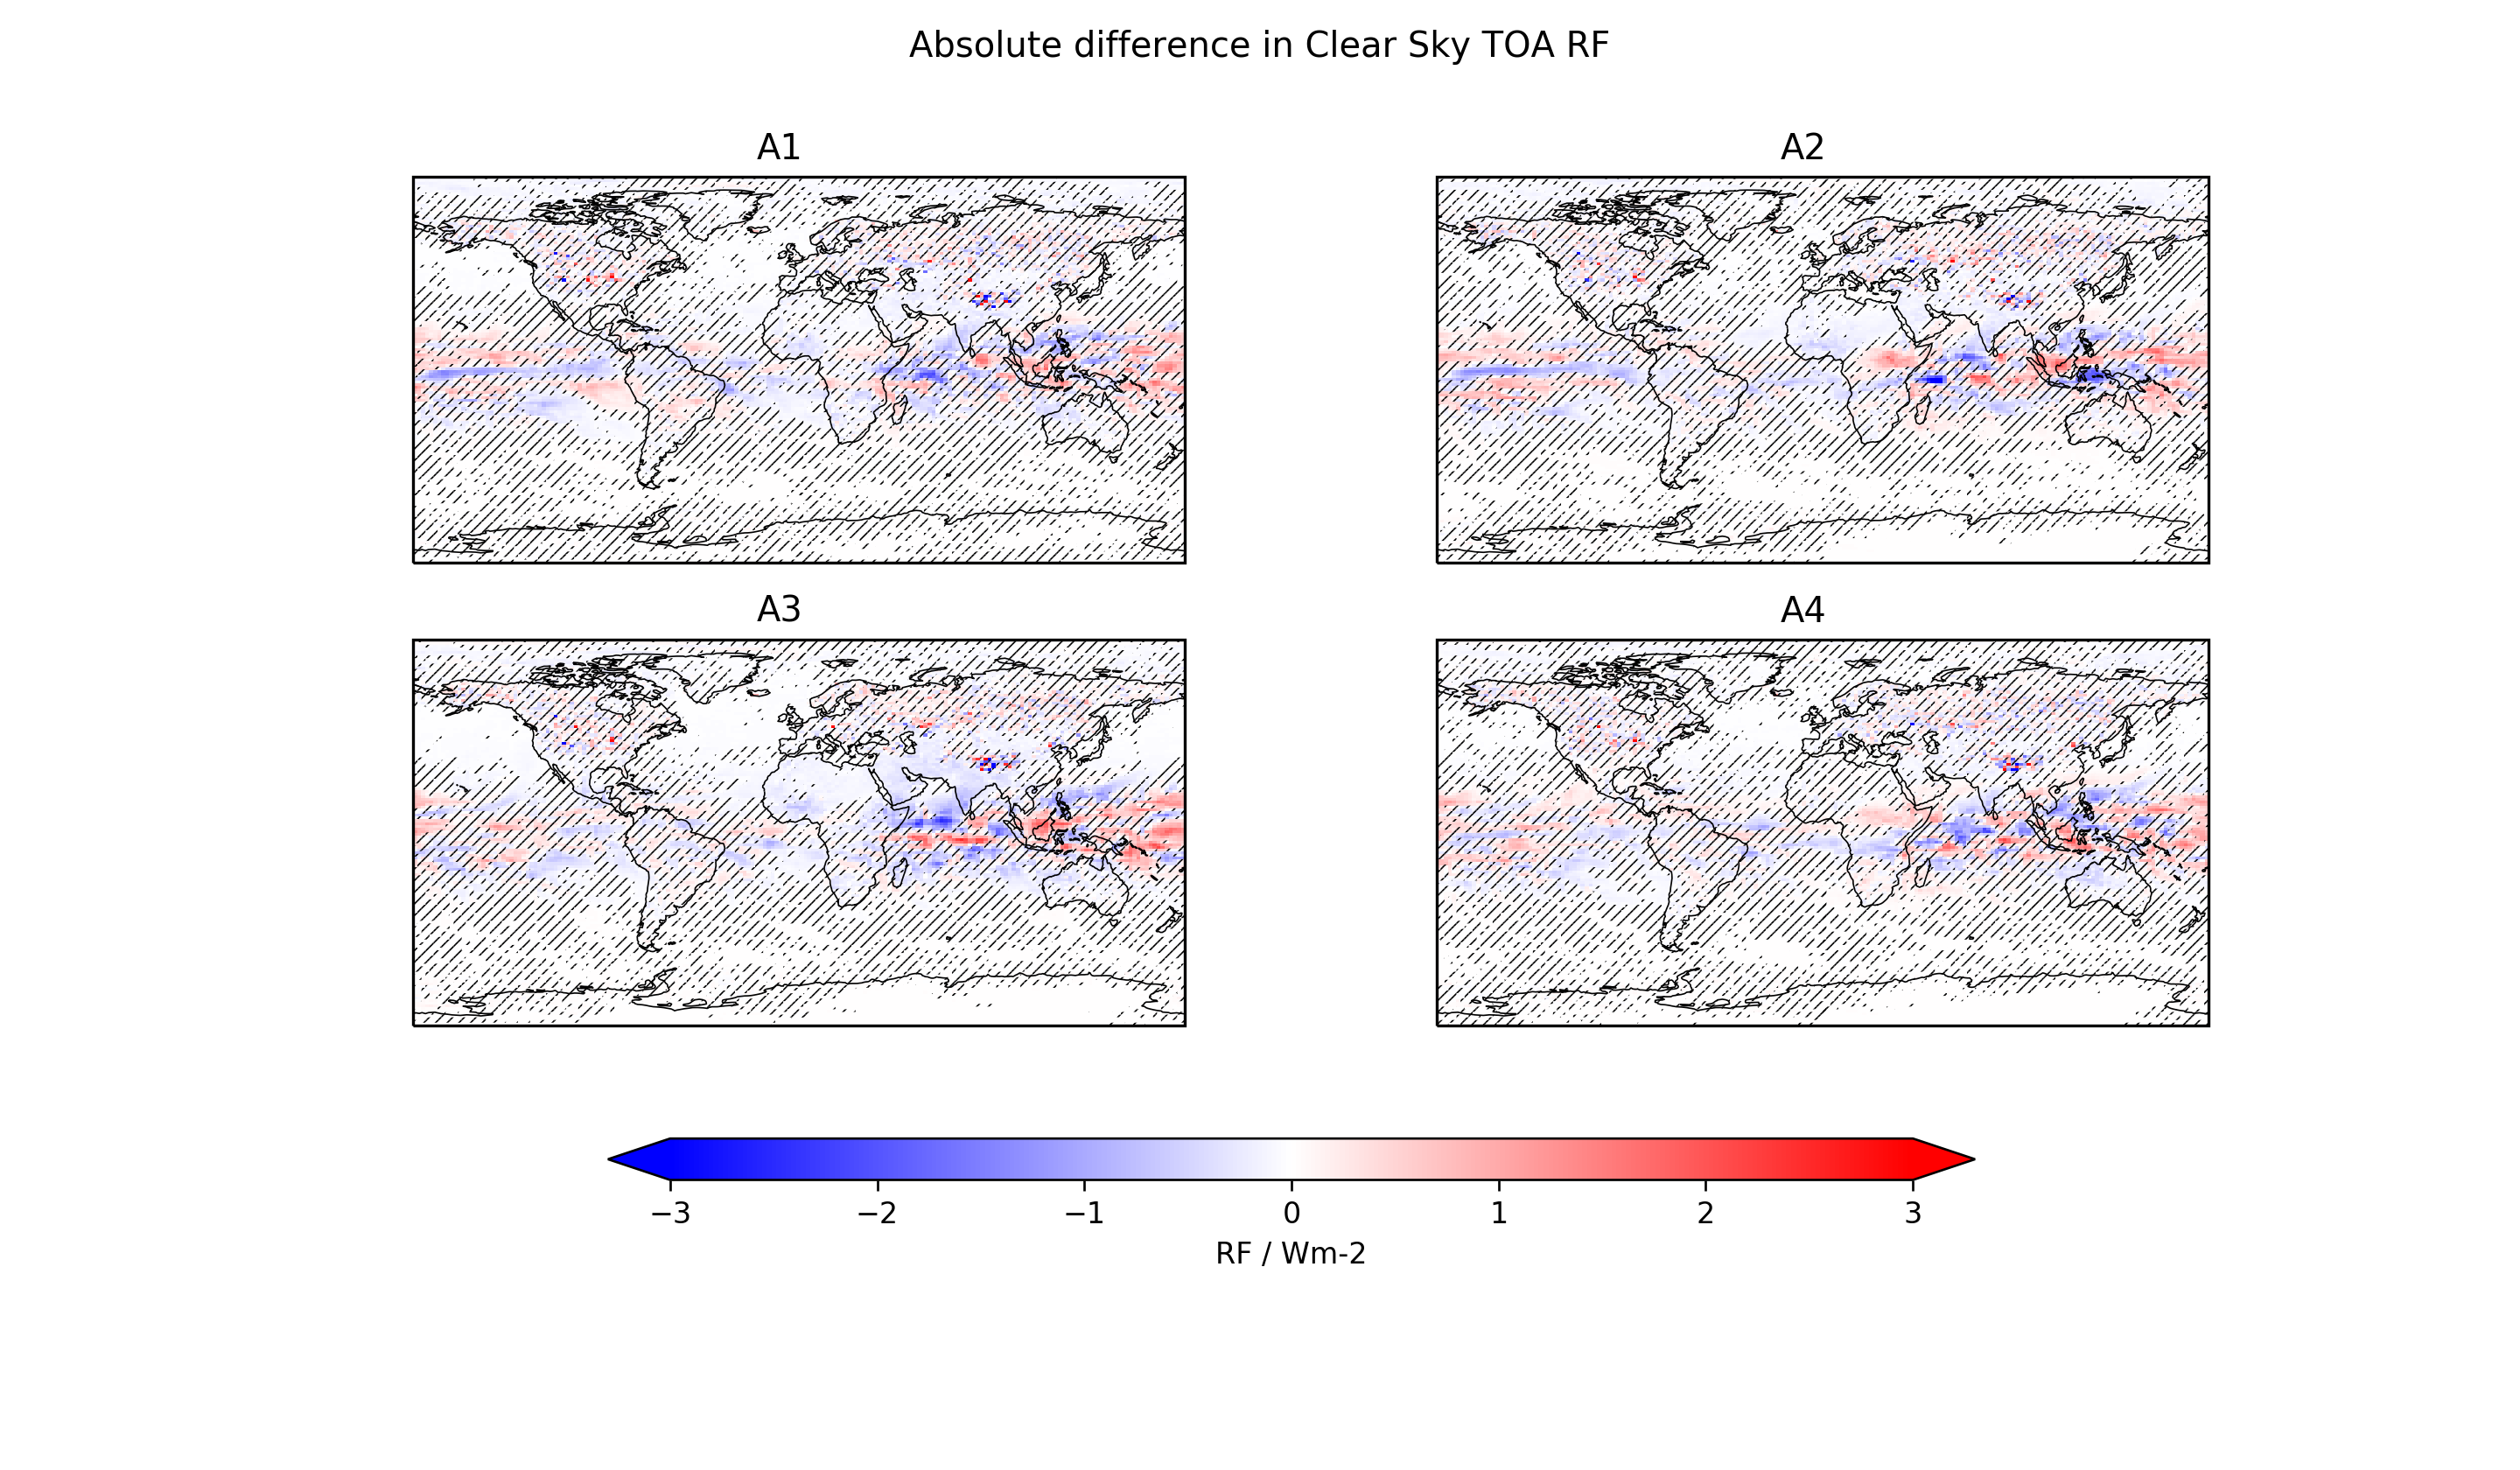 Absolute difference in Clear Sky TOA RF
A1
A2
A3
A4
−3 −2 −1 0 1 2 3
RF / Wm-2